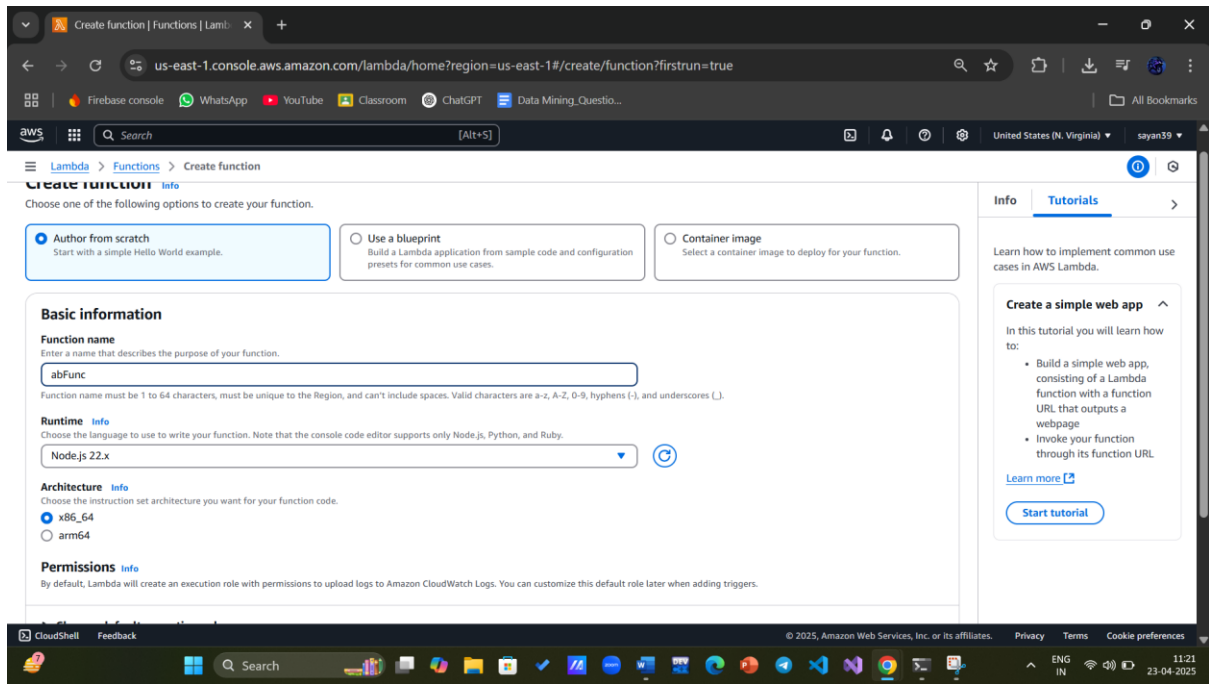 Create function | Functions | Lamb
us-east-1.console.aws.amazon.com/lambda/home?region=us-east-1#/create/function?firstrun=true
Firebase console
WhatsApp
YouTube
Classroom
ChatGPT
Data Mining_Questio...
All Bookmarks
aws
Search
[Alt+S]
United States (N. Virginia)
sayan39
Lambda > Functions > Create function
Create function Info
Choose one of the following options to create your function.
Author from scratch
Start with a simple Hello World example.
Use a blueprint
Build a Lambda application from sample code and configuration
presets for common use cases.
Container image
Select a container image to deploy for your function.
Basic information
Function name
Enter a name that describes the purpose of your function.
abFunc
Function name must be 1 to 64 characters, must be unique to the Region, and can't include spaces. Valid characters are a-z, A-Z, 0-9, hyphens (-), and underscores (_).
Runtime Info
Choose the language to use to write your function. Note that the console code editor supports only Node.js, Python, and Ruby.
Node.js 22.x
Architecture Info
Choose the instruction set architecture you want for your function code.
x86_64
arm64
Permissions Info
By default, Lambda will create an execution role with permissions to upload logs to Amazon CloudWatch Logs. You can customize this default role later when adding triggers.
Info
Tutorials
Learn how to implement common use
cases in AWS Lambda.
Create a simple web app
In this tutorial you will learn how
to:
• Build a simple web app,
consisting of a Lambda
function with a function
URL that outputs a
webpage
• Invoke your function
through its function URL
Learn more
Start tutorial
CloudShell
Feedback
© 2025, Amazon Web Services, Inc. or its affiliates.
Privacy
Terms
Cookie preferences
7
Search
ENG
IN
11:21
23-04-2025